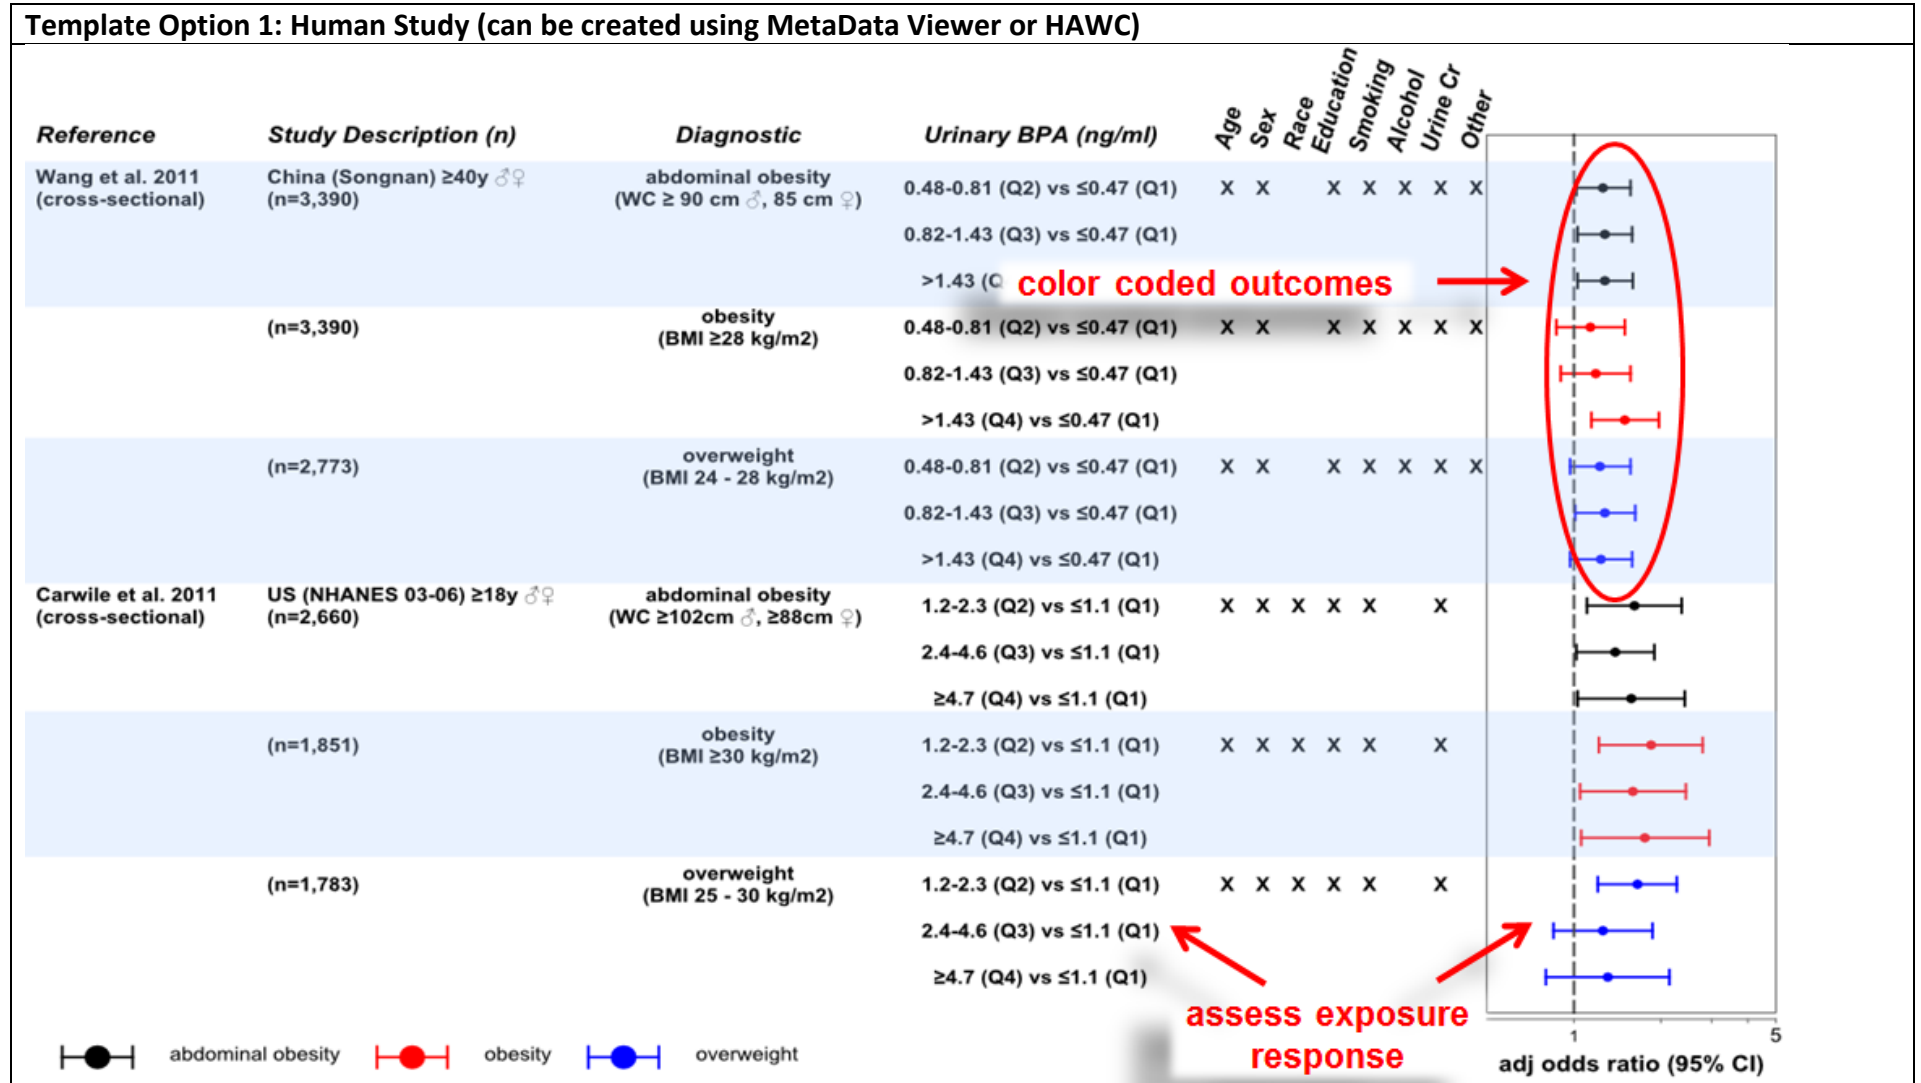 Template Option 1: Human Study (can be created using MetaData Viewer or HAWC)
Reference Study Description (n) Diagnostic Urinary BPA (ng/ml) Age Sex Race Education Smoking Alcohol Urine Cr Other
Wang et al. 2011 China (Songnan) ≥40y ♂♀ abdominal obesity
(cross-sectional) (n=3,390) (WC ≥ 90 cm ♂, 85 cm ♀) 0.48-0.81 (Q2) vs ≤0.47 (Q1) X X X X X X X
0.82-1.43 (Q3) vs ≤0.47 (Q1)
>1.43 (Q color coded outcomes
(n=3,390) obesity 0.48-0.81 (Q2) vs ≤0.47 (Q1) X X X X X X X
(BMI ≥28 kg/m2)
0.82-1.43 (Q3) vs ≤0.47 (Q1)
>1.43 (Q4) vs ≤0.47 (Q1)
(n=2,773) overweight 0.48-0.81 (Q2) vs ≤0.47 (Q1) X X X X X X X
(BMI 24 - 28 kg/m2)
0.82-1.43 (Q3) vs ≤0.47 (Q1)
>1.43 (Q4) vs ≤0.47 (Q1)
Carwile et al. 2011 US (NHANES 03-06) ≥18y ♂♀ abdominal obesity
(cross-sectional) (n=2,660) (WC ≥102cm ♂, ≥88cm ♀) 1.2-2.3 (Q2) vs ≤1.1 (Q1) X X X X X X
2.4-4.6 (Q3) vs ≤1.1 (Q1)
≥4.7 (Q4) vs ≤1.1 (Q1)
(n=1,851) obesity 1.2-2.3 (Q2) vs ≤1.1 (Q1) X X X X X X
(BMI ≥30 kg/m2)
2.4-4.6 (Q3) vs ≤1.1 (Q1)
≥4.7 (Q4) vs ≤1.1 (Q1)
(n=1,783) overweight 1.2-2.3 (Q2) vs ≤1.1 (Q1) X X X X X X
(BMI 25 - 30 kg/m2)
2.4-4.6 (Q3) vs ≤1.1 (Q1)
≥4.7 (Q4) vs ≤1.1 (Q1)
assess exposure
response
1 5
adj odds ratio (95% CI)
abdominal obesity obesity overweight